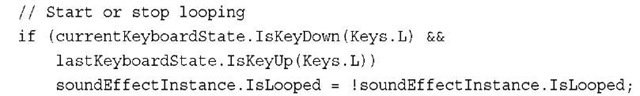 // Start or stop looping
if (currentKeyboardState.IsKeyDown(Keys.L) &&
lastKeyboardState.IsKeyUp(Keys.L))
soundEffectInstance.IsLooped = !soundEffectInstance.IsLooped;